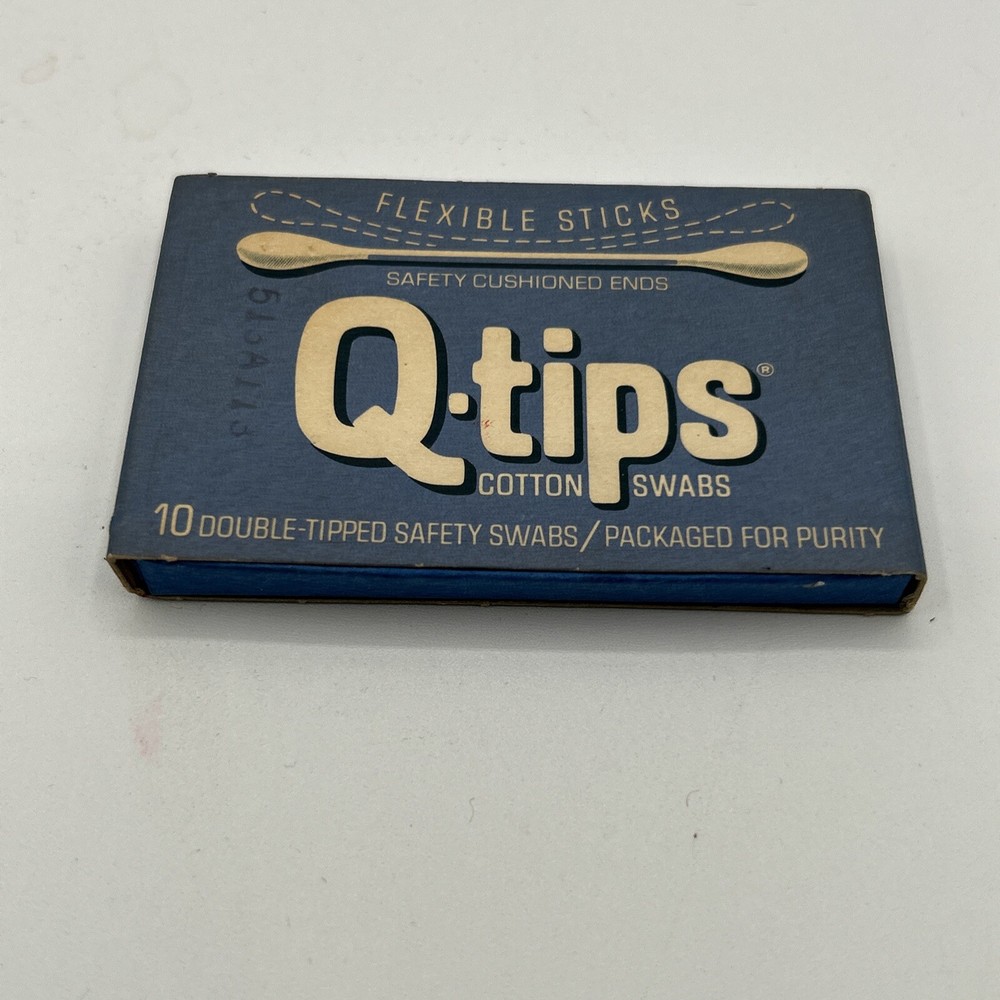 FLEXIBLE STICKS
SAFETY CUSHIONED ENDS
Q·tips®
COTTON SWABS
10 DOUBLE-TIPPED SAFETY SWABS/PACKAGED FOR PURITY